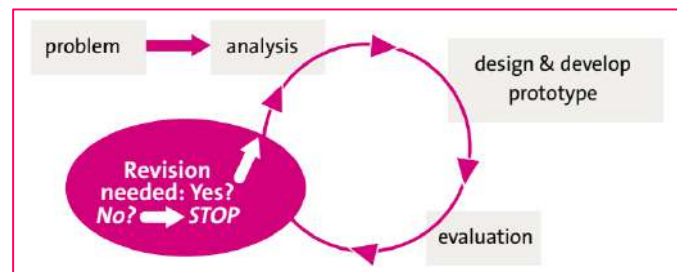 problem
analysis
design & develop
prototype
evaluation
Revision
needed: Yes?
No? STOP